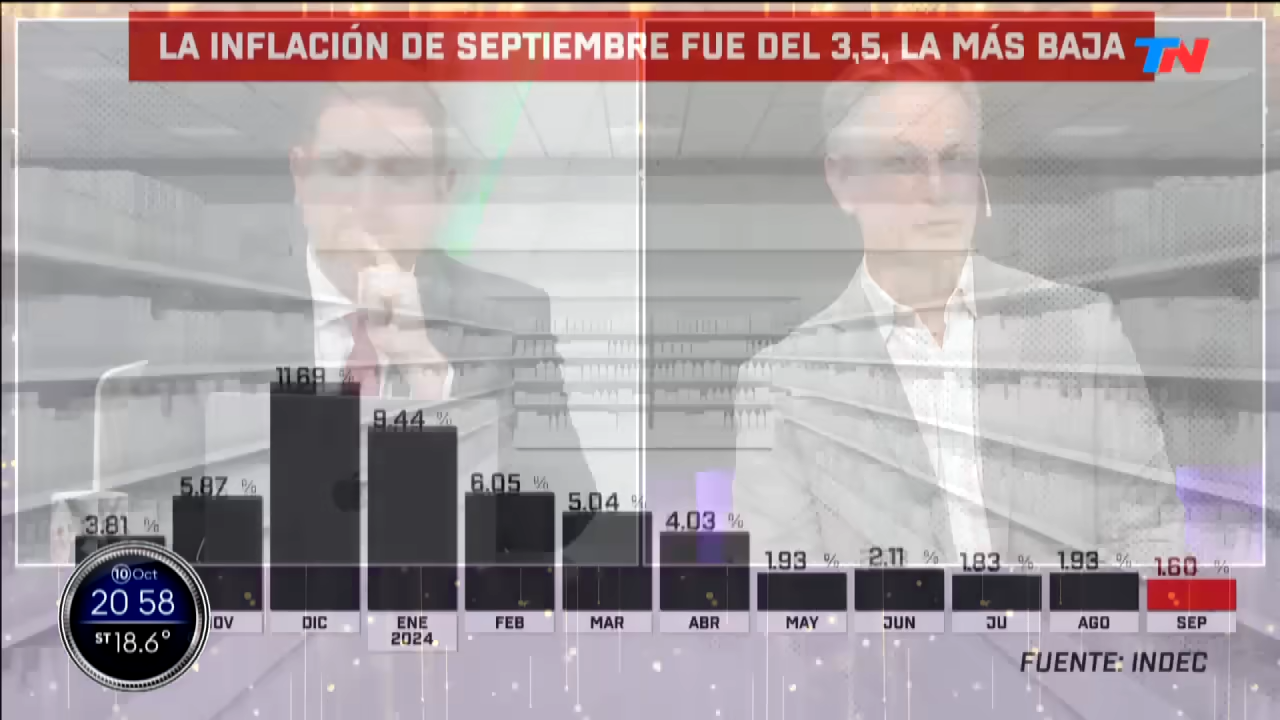 LA INFLACIÓN DE SEPTIEMBRE FUE DEL 3,5, LA MÁS BAJA
TN
11.69 %
9.44 %
5.87 %
6.05 %
5.04 %
3.81 %
4.03 %
1.93 %
2.11 %
1.83 %
1.93 %
1.60 %
10 Oct
20 58
ST 18.6°
OV
DIC
ENE
2024
FEB
MAR
ABR
MAY
JUN
JU
AGO
SEP
FUENTE: INDEC